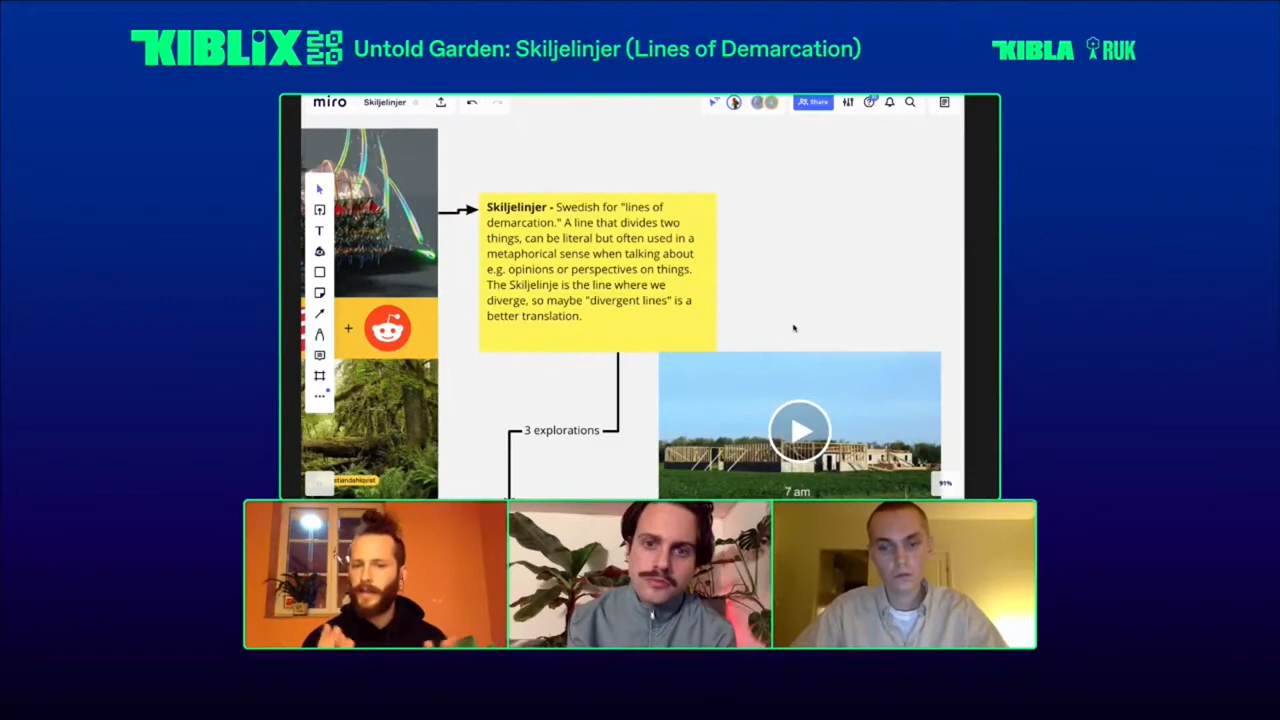 KIBLIX 2020 Untold Garden: Skiljelinjer (Lines of Demarcation) KIBLA RUK
miro Skiljelinjer Share
Skiljelinjer - Swedish for "lines of
demarcation." A line that divides two
things, can be literal but often used in a
metaphorical sense when talking about
e.g. opinions or perspectives on things.
The Skiljelinje is the line where we
diverge, so maybe "divergent lines" is a
better translation.
T
+
3 explorations
7 am
91%